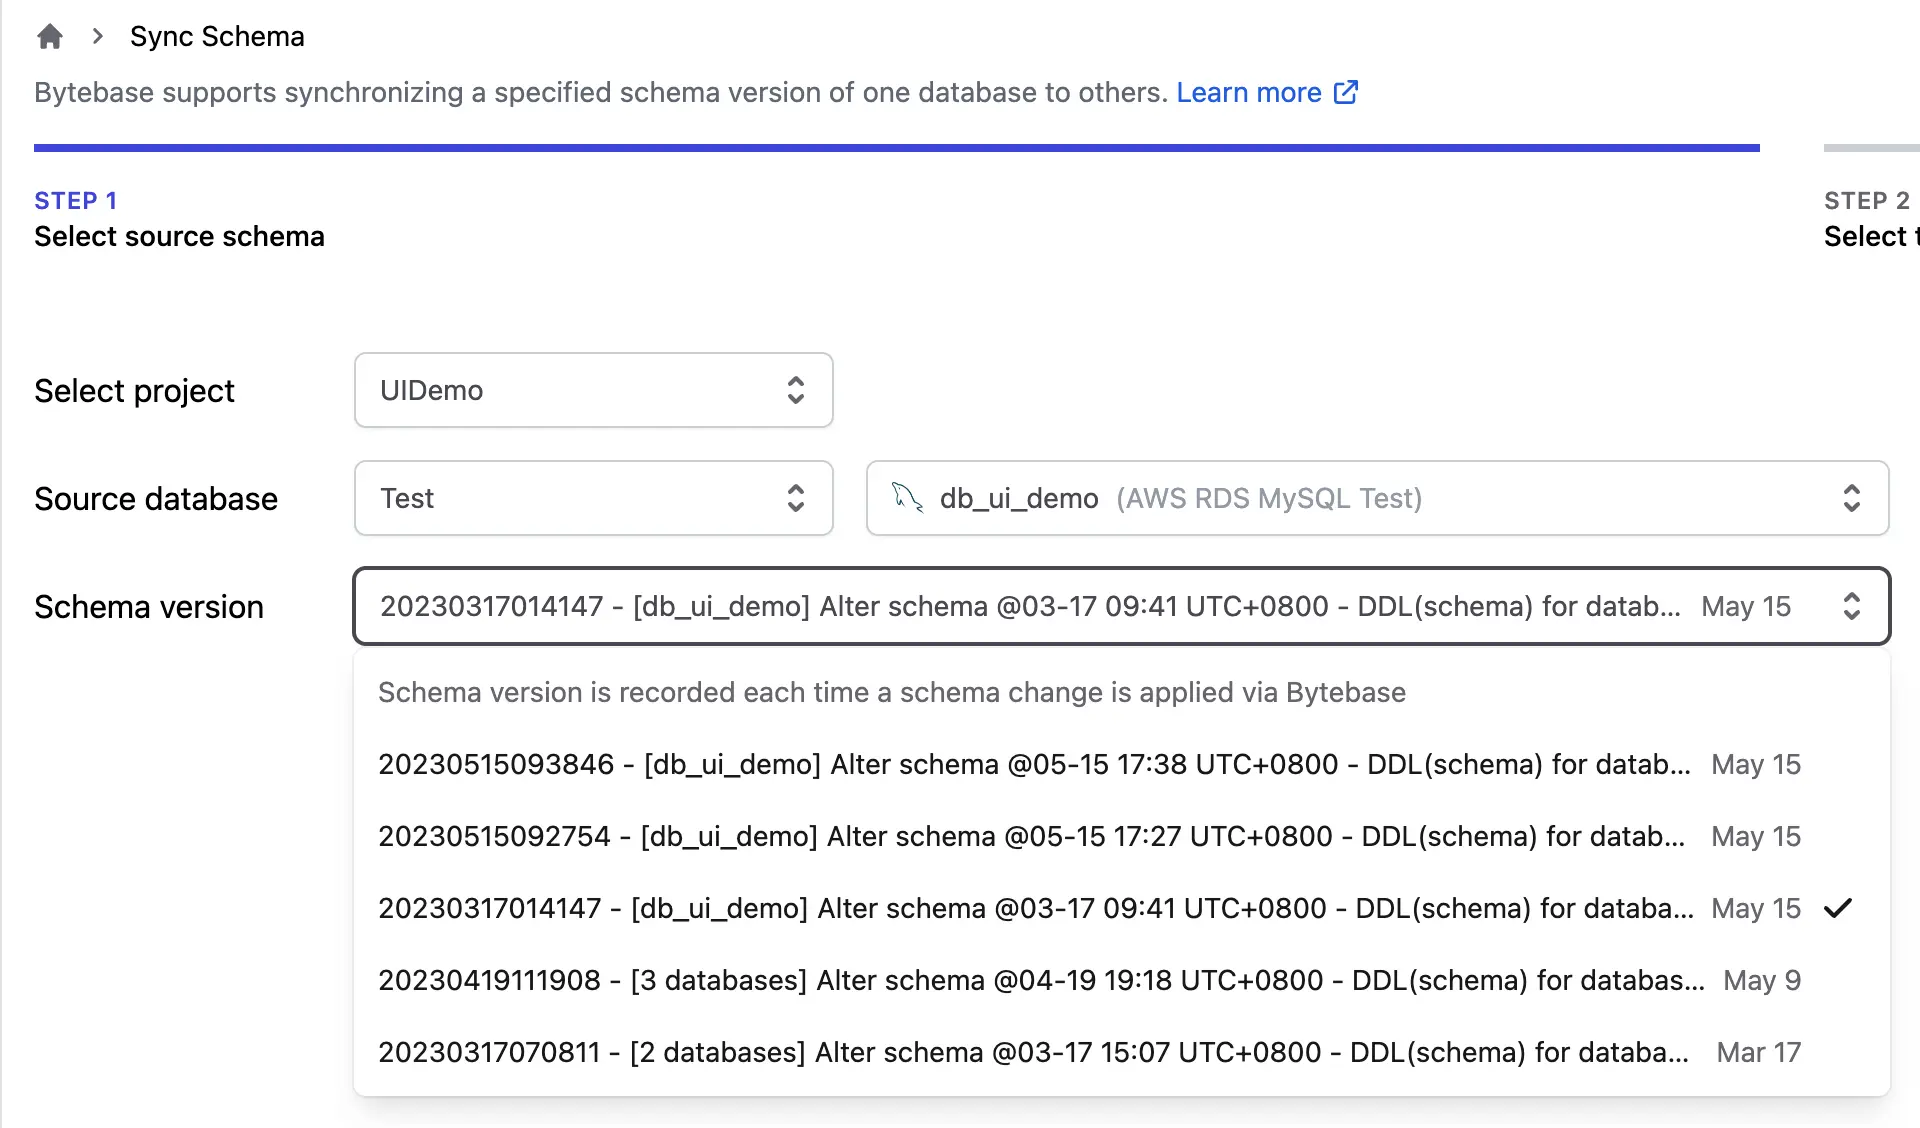 Sync Schema
Bytebase supports synchronizing a specified schema version of one database to others. Learn more
STEP 1
Select source schema
STEP 2
Select t
Select project
UIDemo
Source database
Test
db_ui_demo (AWS RDS MySQL Test)
Schema version
20230317014147 - [db_ui_demo] Alter schema @03-17 09:41 UTC+0800 - DDL(schema) for datab... May 15
Schema version is recorded each time a schema change is applied via Bytebase
20230515093846 - [db_ui_demo] Alter schema @05-15 17:38 UTC+0800 - DDL(schema) for datab... May 15
20230515092754 - [db_ui_demo] Alter schema @05-15 17:27 UTC+0800 - DDL(schema) for datab... May 15
20230317014147 - [db_ui_demo] Alter schema @03-17 09:41 UTC+0800 - DDL(schema) for databa... May 15
20230419111908 - [3 databases] Alter schema @04-19 19:18 UTC+0800 - DDL(schema) for databas... May 9
20230317070811 - [2 databases] Alter schema @03-17 15:07 UTC+0800 - DDL(schema) for databa... Mar 17